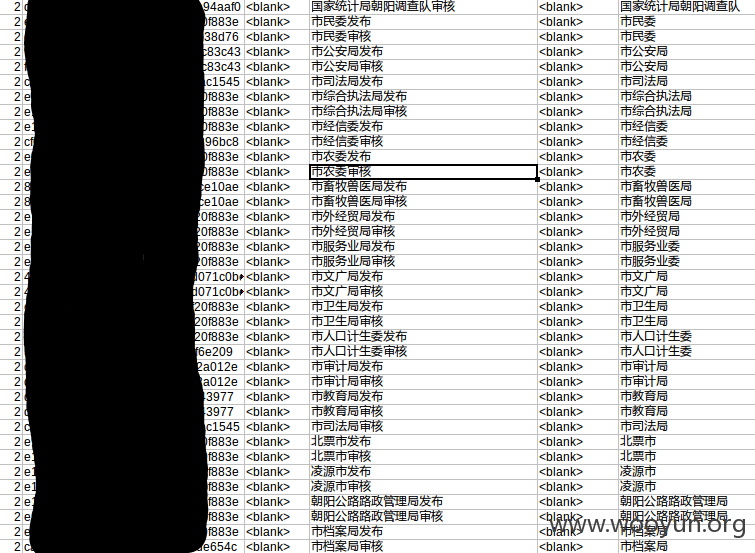 2 94aaf0 <blank> 国家统计局朝阳调查队审核 <blank> 国家统计局朝阳调查队
2 e 0f883e <blank> 市民委发布 <blank> 市民委
2 38d76 <blank> 市民委审核 <blank> 市民委
2 c83c43 <blank> 市公安局发布 <blank> 市公安局
2 c83c43 <blank> 市公安局审核 <blank> 市公安局
2 c1545 <blank> 市司法局发布 <blank> 市司法局
2 e 0f883e <blank> 市综合执法局发布 <blank> 市综合执法局
2 e 0f883e <blank> 市综合执法局审核 <blank> 市综合执法局
2 e1 0f883e <blank> 市经信委发布 <blank> 市经信委
2 cf 96bc8 <blank> 市经信委审核 <blank> 市经信委
2 e 0f883e <blank> 市农委发布 <blank> 市农委
2 e 0f883e <blank> 市农委审核 <blank> 市农委
2 8 ce10ae <blank> 市畜牧兽医局发布 <blank> 市畜牧兽医局
2 8 ce10ae <blank> 市畜牧兽医局审核 <blank> 市畜牧兽医局
2 e 20f883e <blank> 市外经贸局发布 <blank> 市外经贸局
2 e 20f883e <blank> 市外经贸局审核 <blank> 市外经贸局
2 e 20f883e <blank> 市服务业局发布 <blank> 市服务业委
2 e 20f883e <blank> 市服务业局审核 <blank> 市服务业委
2 4 d071c0b <blank> 市文广局发布 <blank> 市文广局
2 4 d071c0b <blank> 市文广局审核 <blank> 市文广局
2 e 20f883e <blank> 市卫生局发布 <blank> 市卫生局
2 e 20f883e <blank> 市卫生局审核 <blank> 市卫生局
2 e 20f883e <blank> 市人口计生委发布 <blank> 市人口计生委
2 f6e209 <blank> 市人口计生委审核 <blank> 市人口计生委
2 2a012e <blank> 市审计局发布 <blank> 市审计局
2 a012e <blank> 市审计局审核 <blank> 市审计局
2 43977 <blank> 市教育局发布 <blank> 市教育局
2 43977 <blank> 市教育局审核 <blank> 市教育局
2 c1545 <blank> 市司法局审核 <blank> 市司法局
2 e 0f883e <blank> 北票市发布 <blank> 北票市
2 e1 0f883e <blank> 北票市审核 <blank> 北票市
2 e1 0f883e <blank> 凌源市发布 <blank> 凌源市
2 e1 0f883e <blank> 凌源市审核 <blank> 凌源市
2 e1 0f883e <blank> 朝阳公路路政管理局发布 <blank> 朝阳公路路政管理局
2 e1 0f883e <blank> 朝阳公路路政管理局审核 <blank> 朝阳公路路政管理局
2 e f883e <blank> 市档案局发布 <blank> 市档案局
2 ca e654c <blank> 市档案局审核 <blank> 市档案局
www.wooyun.org